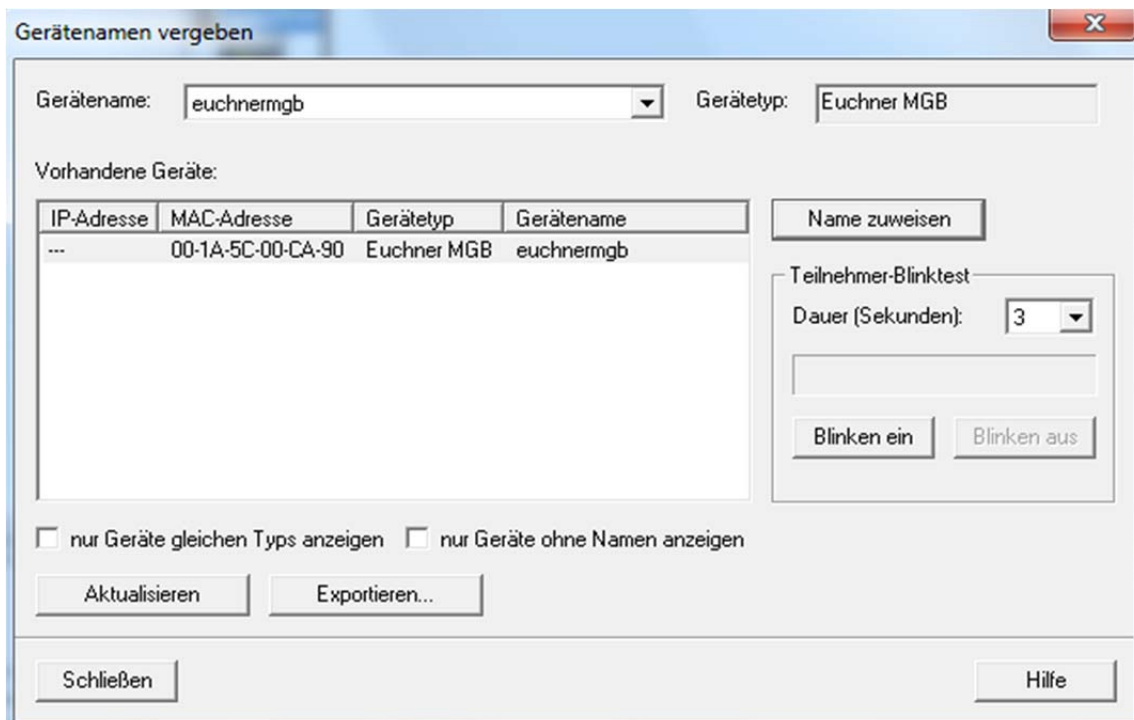 Gerätenamen vergeben
Gerätename: euchnermgb Gerätetyp: Euchner MGB
Vorhandene Geräte:
IP-Adresse MAC-Adresse Gerätetyp Gerätename
--- 00-1A-5C-00-CA-90 Euchner MGB euchnermgb
Name zuweisen
Teilnehmer-Blinktest
Dauer (Sekunden): 3
Blinken ein Blinken aus
nur Geräte gleichen Typs anzeigen nur Geräte ohne Namen anzeigen
Aktualisieren Exportieren...
Schließen Hilfe